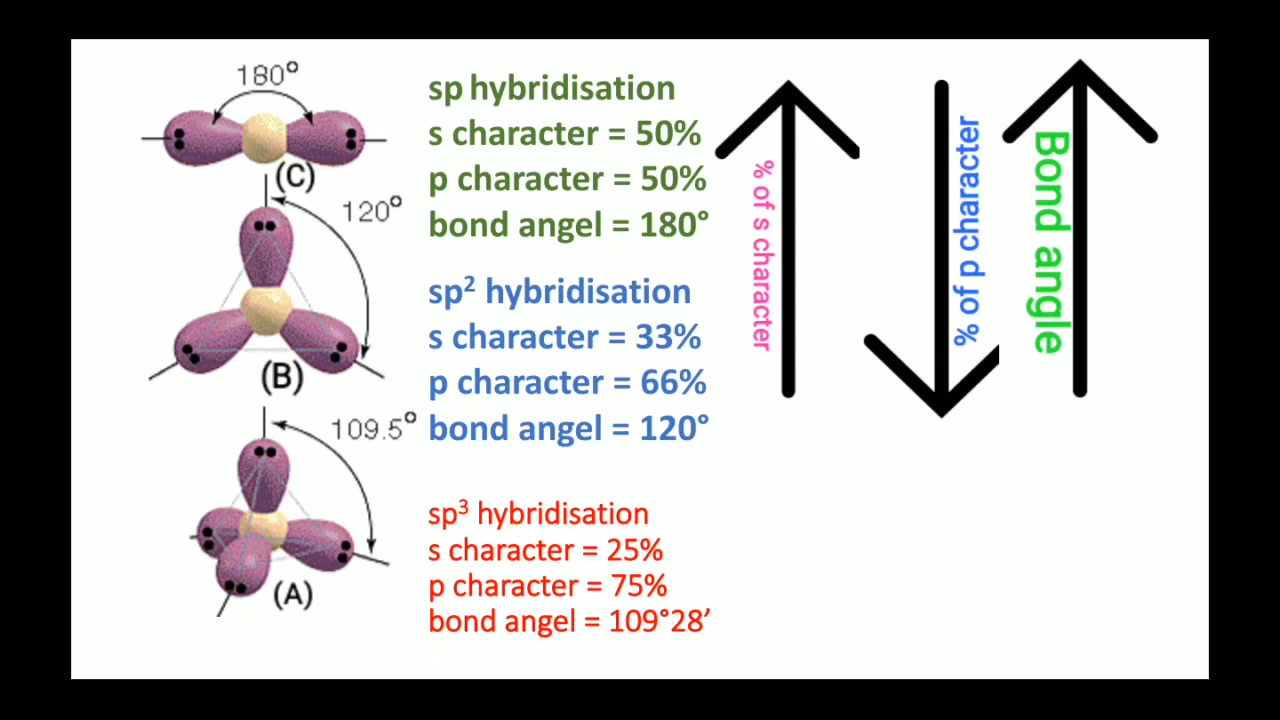 180°
(C)
120°
(B)
109.5°
(A)
sp hybridisation
s character = 50%
p character = 50%
bond angel = 180°
sp² hybridisation
s character = 33%
p character = 66%
bond angel = 120°
sp³ hybridisation
s character = 25%
p character = 75%
bond angel = 109°28’
% of s character
% of p character
Bond angle